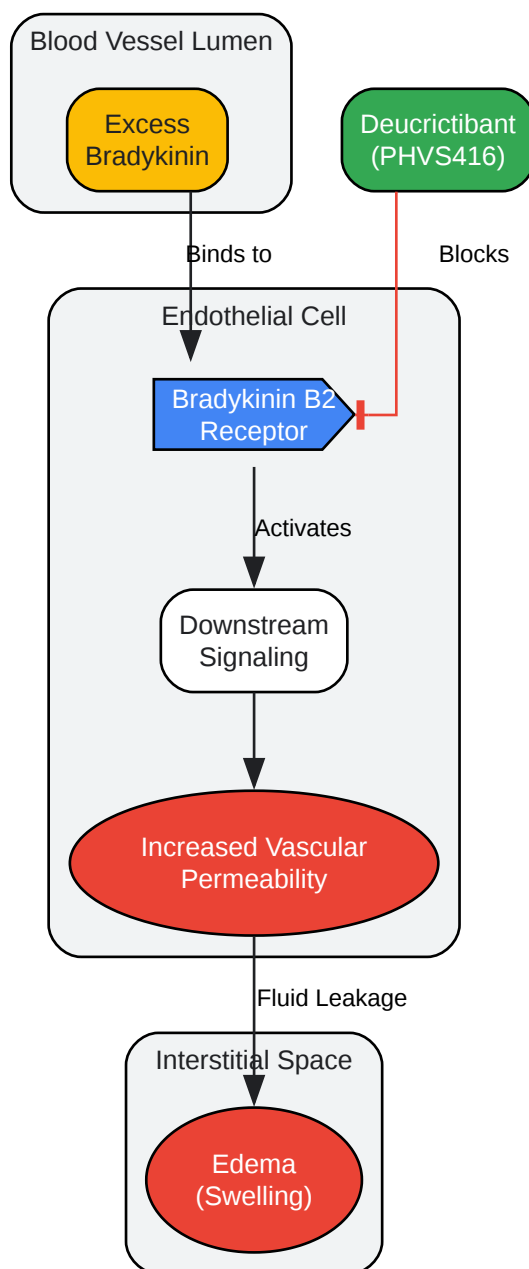 Blood Vessel Lumen
Excess
Bradykinin
Deucrictibant
(PHVS416)
Binds to
Blocks
Endothelial Cell
Bradykinin B2
Receptor
Activates
Downstream
Signaling
Increased Vascular
Permeability
Fluid Leakage
Interstitial Space
Edema
(Swelling)